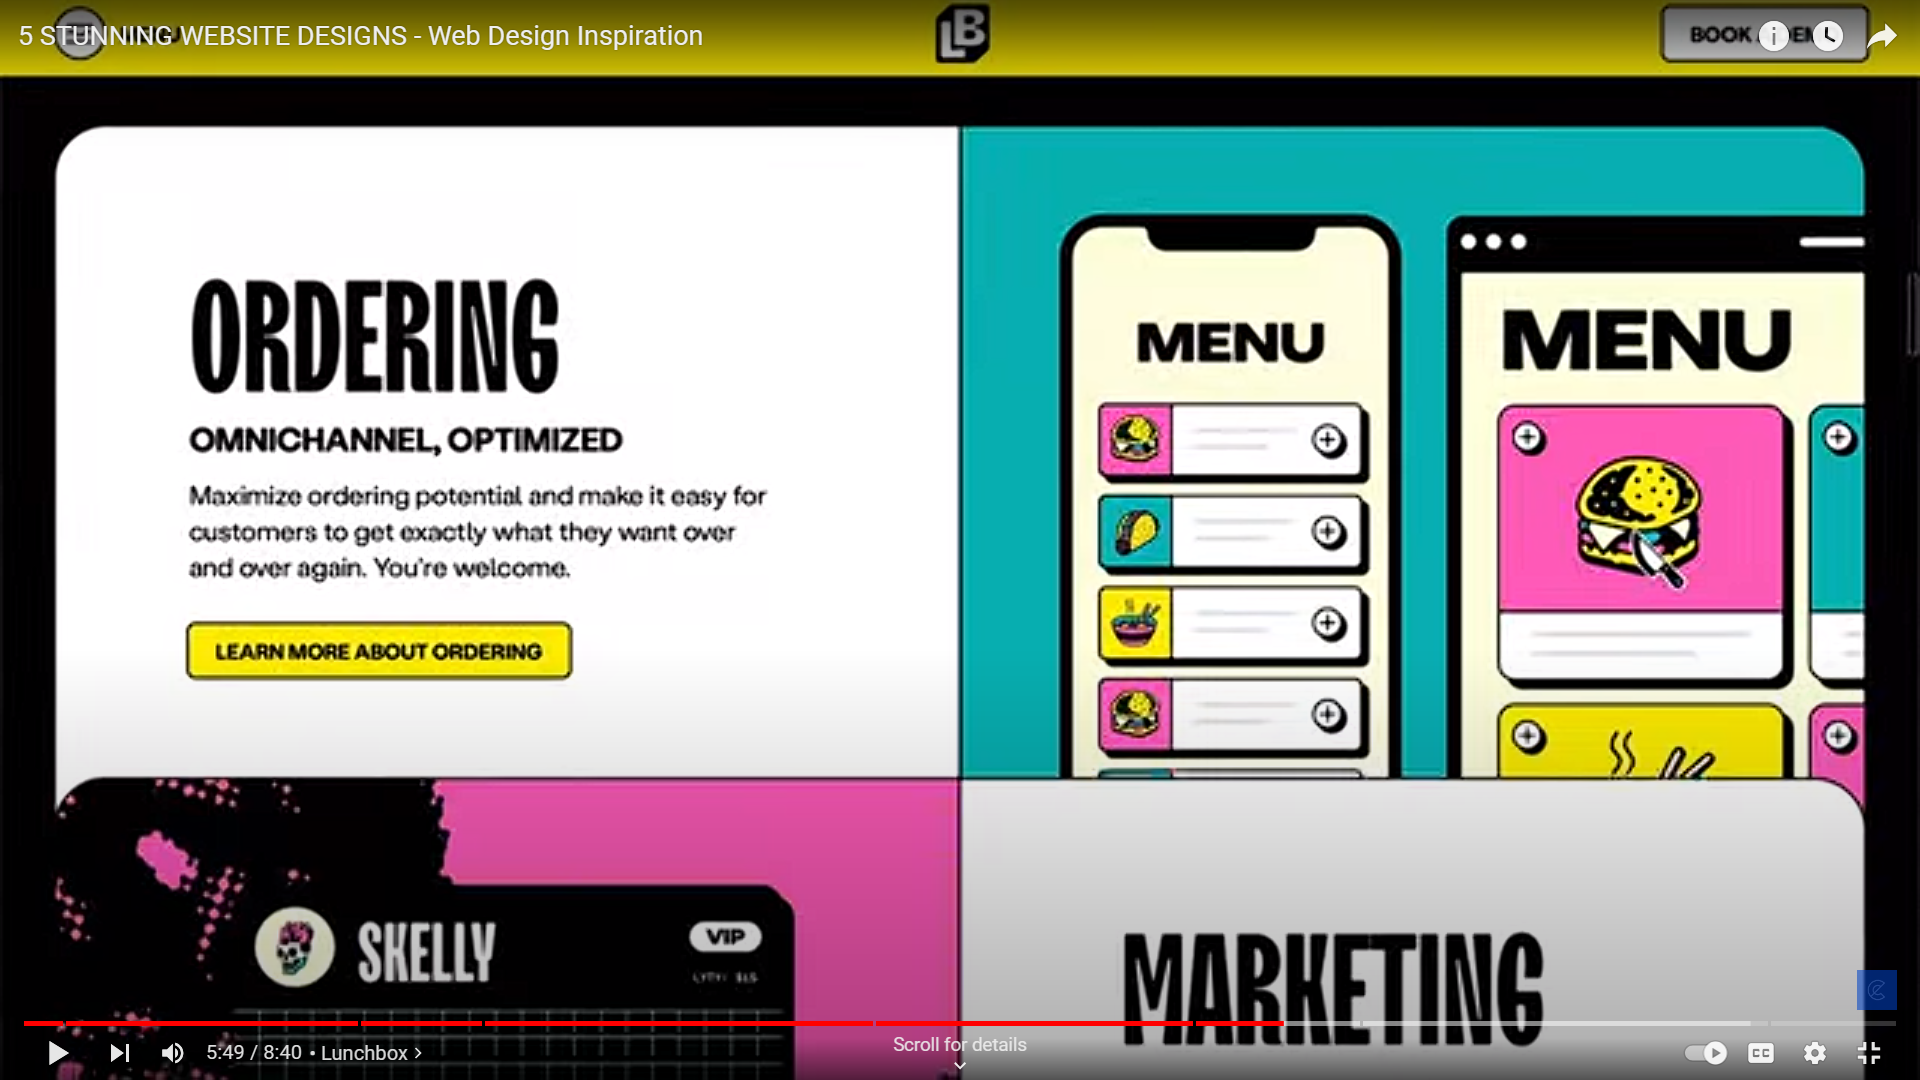 5 STUNNING WEBSITE DESIGNS - Web Design Inspiration
LB
BOOK
ORDERING
OMNICHANNEL, OPTIMIZED
Maximize ordering potential and make it easy for
customers to get exactly what they want over
and over again. You're welcome.
LEARN MORE ABOUT ORDERING
MENU
MENU
SKELLY
VIP
MARKETING
5:49 / 8:40 • Lunchbox
Scroll for details
CC